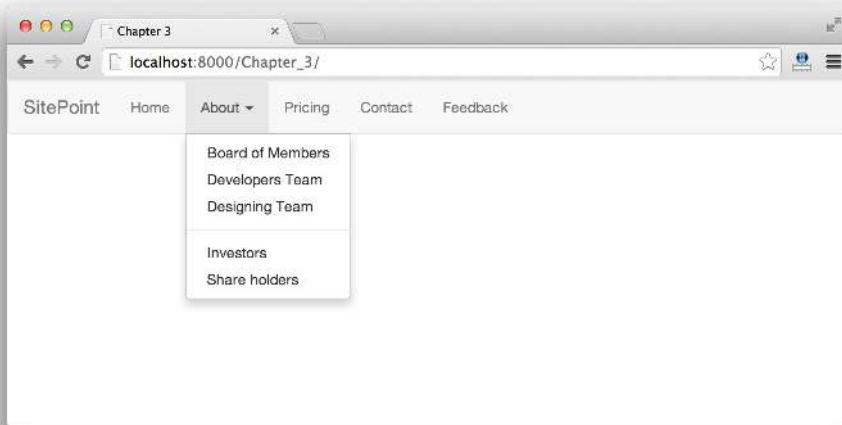 Chapter 3
localhost:8000/Chapter_3/
SitePoint Home About Pricing Contact Feedback
Board of Members
Developers Team
Designing Team
Investors
Share holders